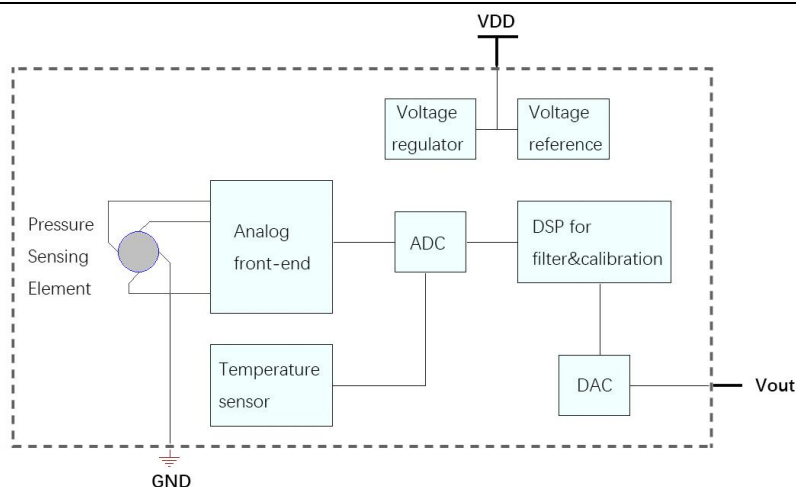 VDD
Voltage
regulator
Voltage
reference
Pressure
Sensing
Element
Analog
front-end
ADC
DSP for
filter&calibration
Temperature
sensor
DAC
Vout
GND